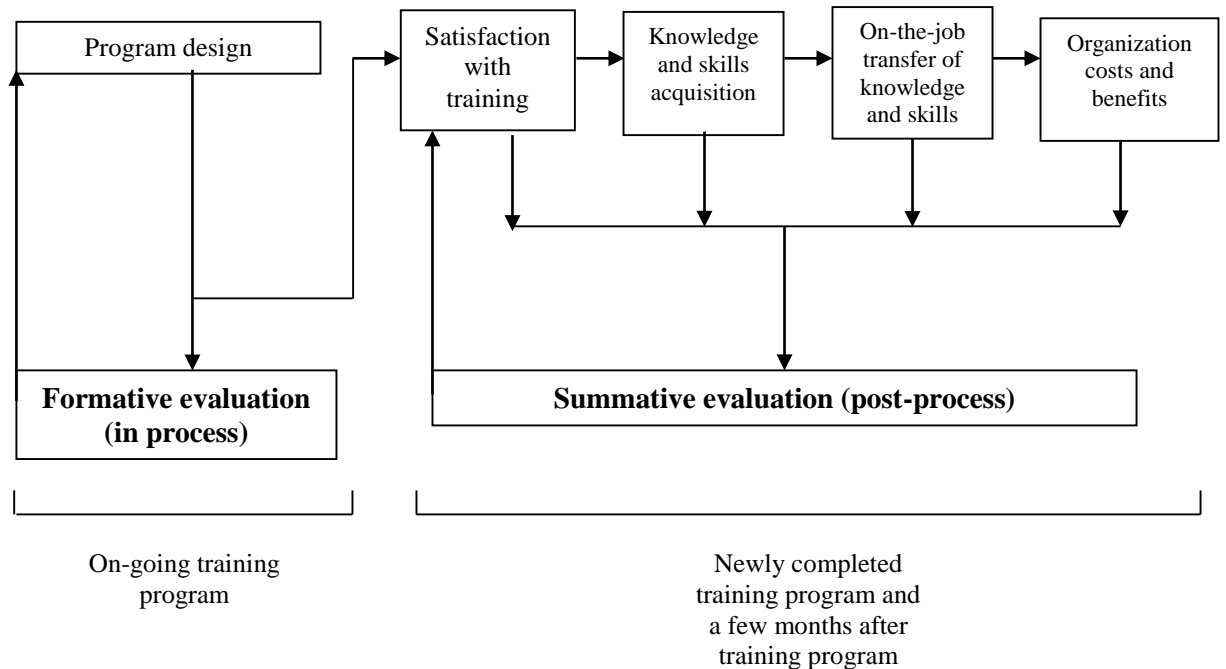 Program design
Satisfaction
with
training
Knowledge
and skills
acquisition
On-the-job
transfer of
knowledge
and skills
Organization
costs and
benefits
Formative evaluation
(in process)
Summative evaluation (post-process)
On-going training
program
Newly completed
training program and
a few months after
training program